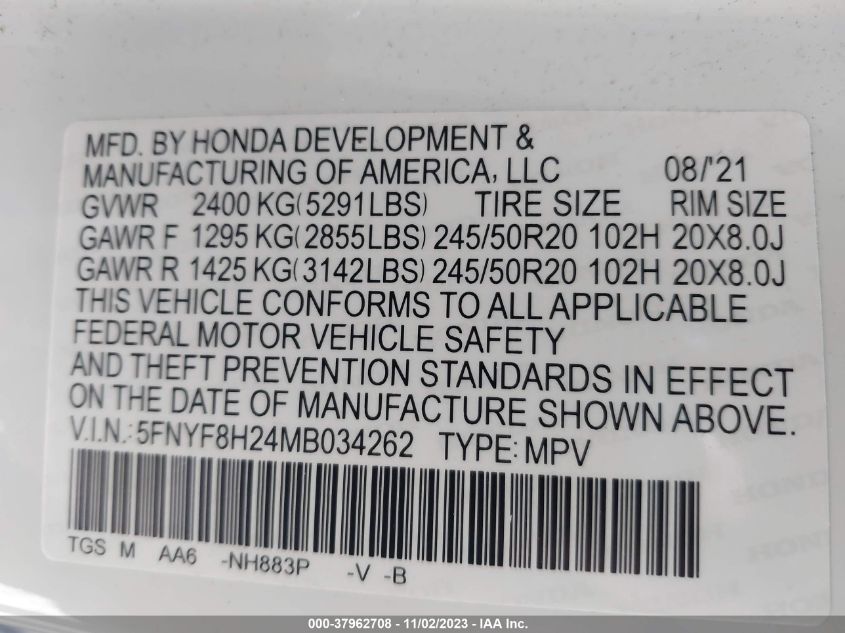 MFD. BY HONDA DEVELOPMENT &
MANUFACTURING OF AMERICA, LLC 08/'21
GVWR 2400 KG(5291LBS) TIRE SIZE RIM SIZE
GAWR F 1295 KG(2855LBS) 245/50R20 102H 20X8.0J
GAWR R 1425 KG(3142LBS) 245/50R20 102H 20X8.0J
THIS VEHICLE CONFORMS TO ALL APPLICABLE
FEDERAL MOTOR VEHICLE SAFETY
AND THEFT PREVENTION STANDARDS IN EFFECT
ON THE DATE OF MANUFACTURE SHOWN ABOVE.
V.I.N.: 5FNYF8H24MB034262 TYPE: MPV
TGS M AA6 -NH883P -V -B
000-37962708 - 11/02/2023 - IAA Inc.